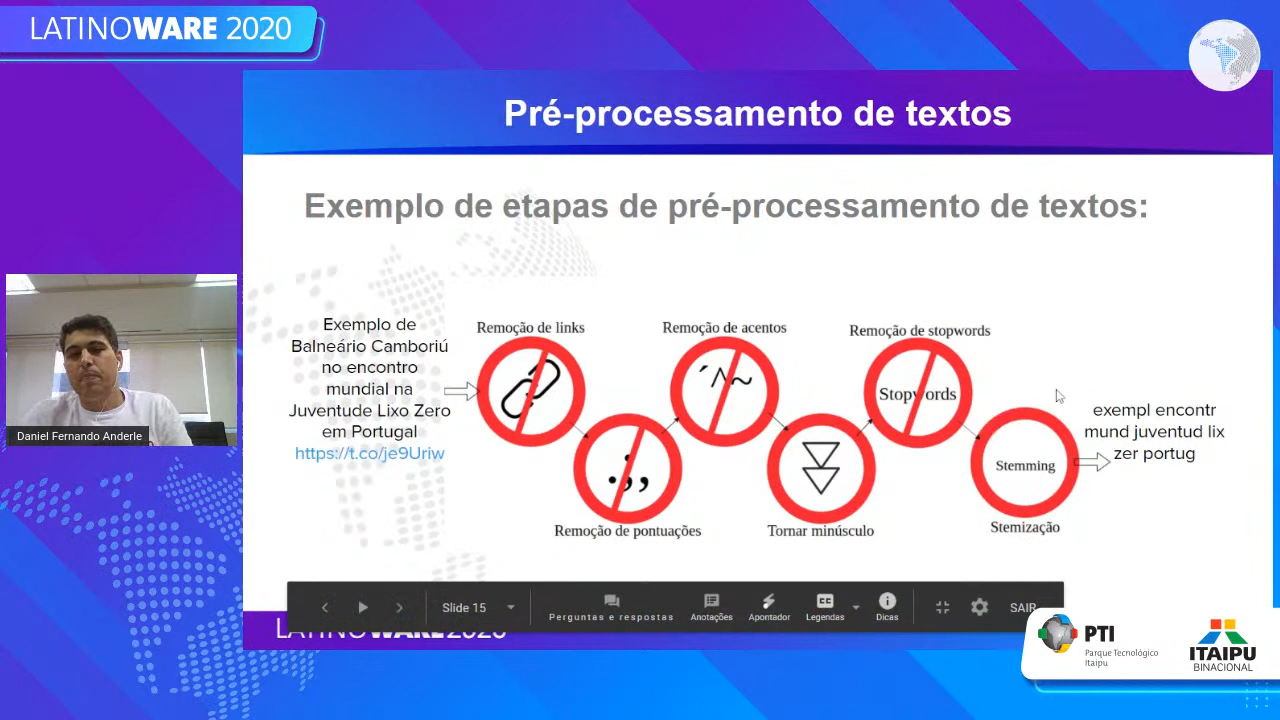 LATINOWARE 2020
Pré-processamento de textos
Exemplo de etapas de pré-processamento de textos:
Exemplo de
Balneário Camboriú
no encontro
mundial na
Juventude Lixo Zero
em Portugal
https://t.co/je9Uriw
Remoção de links
Remoção de pontuações
Remoção de acentos
Tornar minúsculo
Remoção de stopwords
Stopwords
Stemming
Stemização
exempl encontr
mund juventud lix
zer portug
Daniel Fernando Anderle
Slide 15
Perguntas e respostas
Anotações
Apontador
Legendas
Dicas
SAIR
LATINOWARE 2020
PTI
Parque Tecnológico
Itaipu
ITAIPU
BINACIONAL